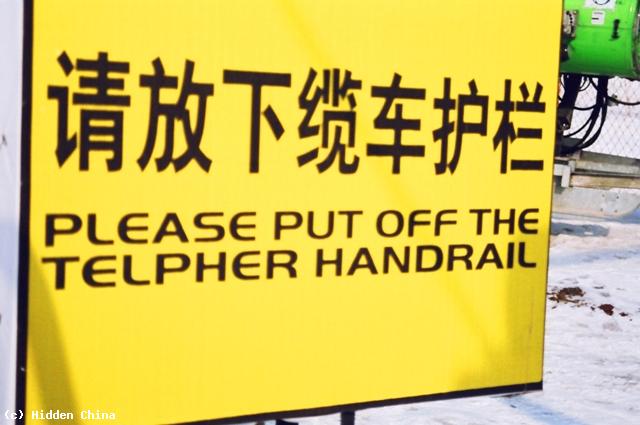 请放下缆车护栏
PLEASE PUT OFF THE
TELPHER HANDRAIL
(c) Hidden China